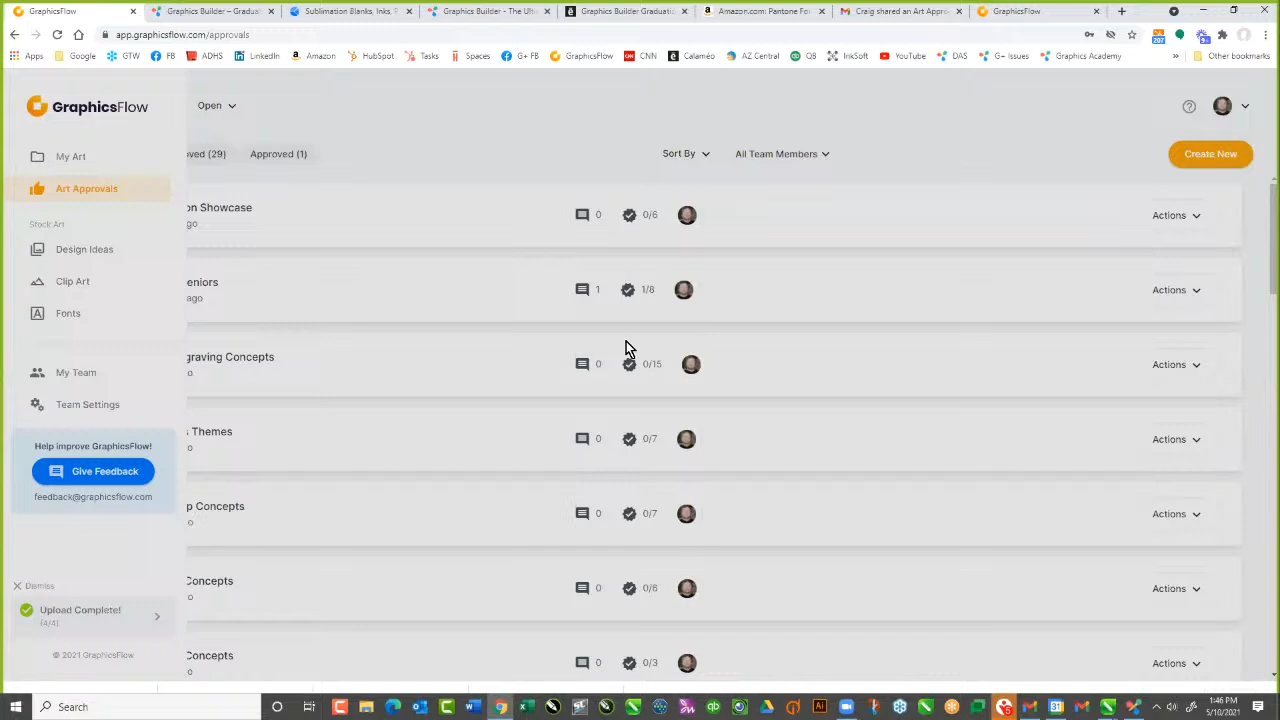 GraphicsFlow
Graphics Builder – Graduat
Sublimation Blanks, Inks, R
Graphics Builder - The Ulti
Graphics Builder Graduatio
Amazon.com: Pantone For
Craig shared an Art Appro
GraphicsFlow
app.graphicsflow.com/approvals
207
Apps Google GTW FB ADHS LinkedIn Amazon HubSpot Tasks Spaces G+ FB GraphicsFlow CNN Calaméo AZ Central QB InkSoft YouTube DAS G+ Issues Graphics Academy » Other bookmarks
GraphicsFlow
Open
My Art
Art Approvals
Stock Art
Design Ideas
Clip Art
Fonts
My Team
Team Settings
Help improve GraphicsFlow!
Give Feedback
feedback@graphicsflow.com
Dismiss
Upload Complete!
(4/4)
© 2021 GraphicsFlow
oved (29) Approved (1)
Sort By All Team Members
Create New
on Showcase
ago
0 0/6 Actions
eniors
ago
1 1/8 Actions
graving Concepts
o
0 0/15 Actions
s Themes
o
0 0/7 Actions
p Concepts
o
0 0/7 Actions
Concepts
o
0 0/6 Actions
Concepts
o
0 0/3 Actions
Search
1:46 PM
5/10/2021